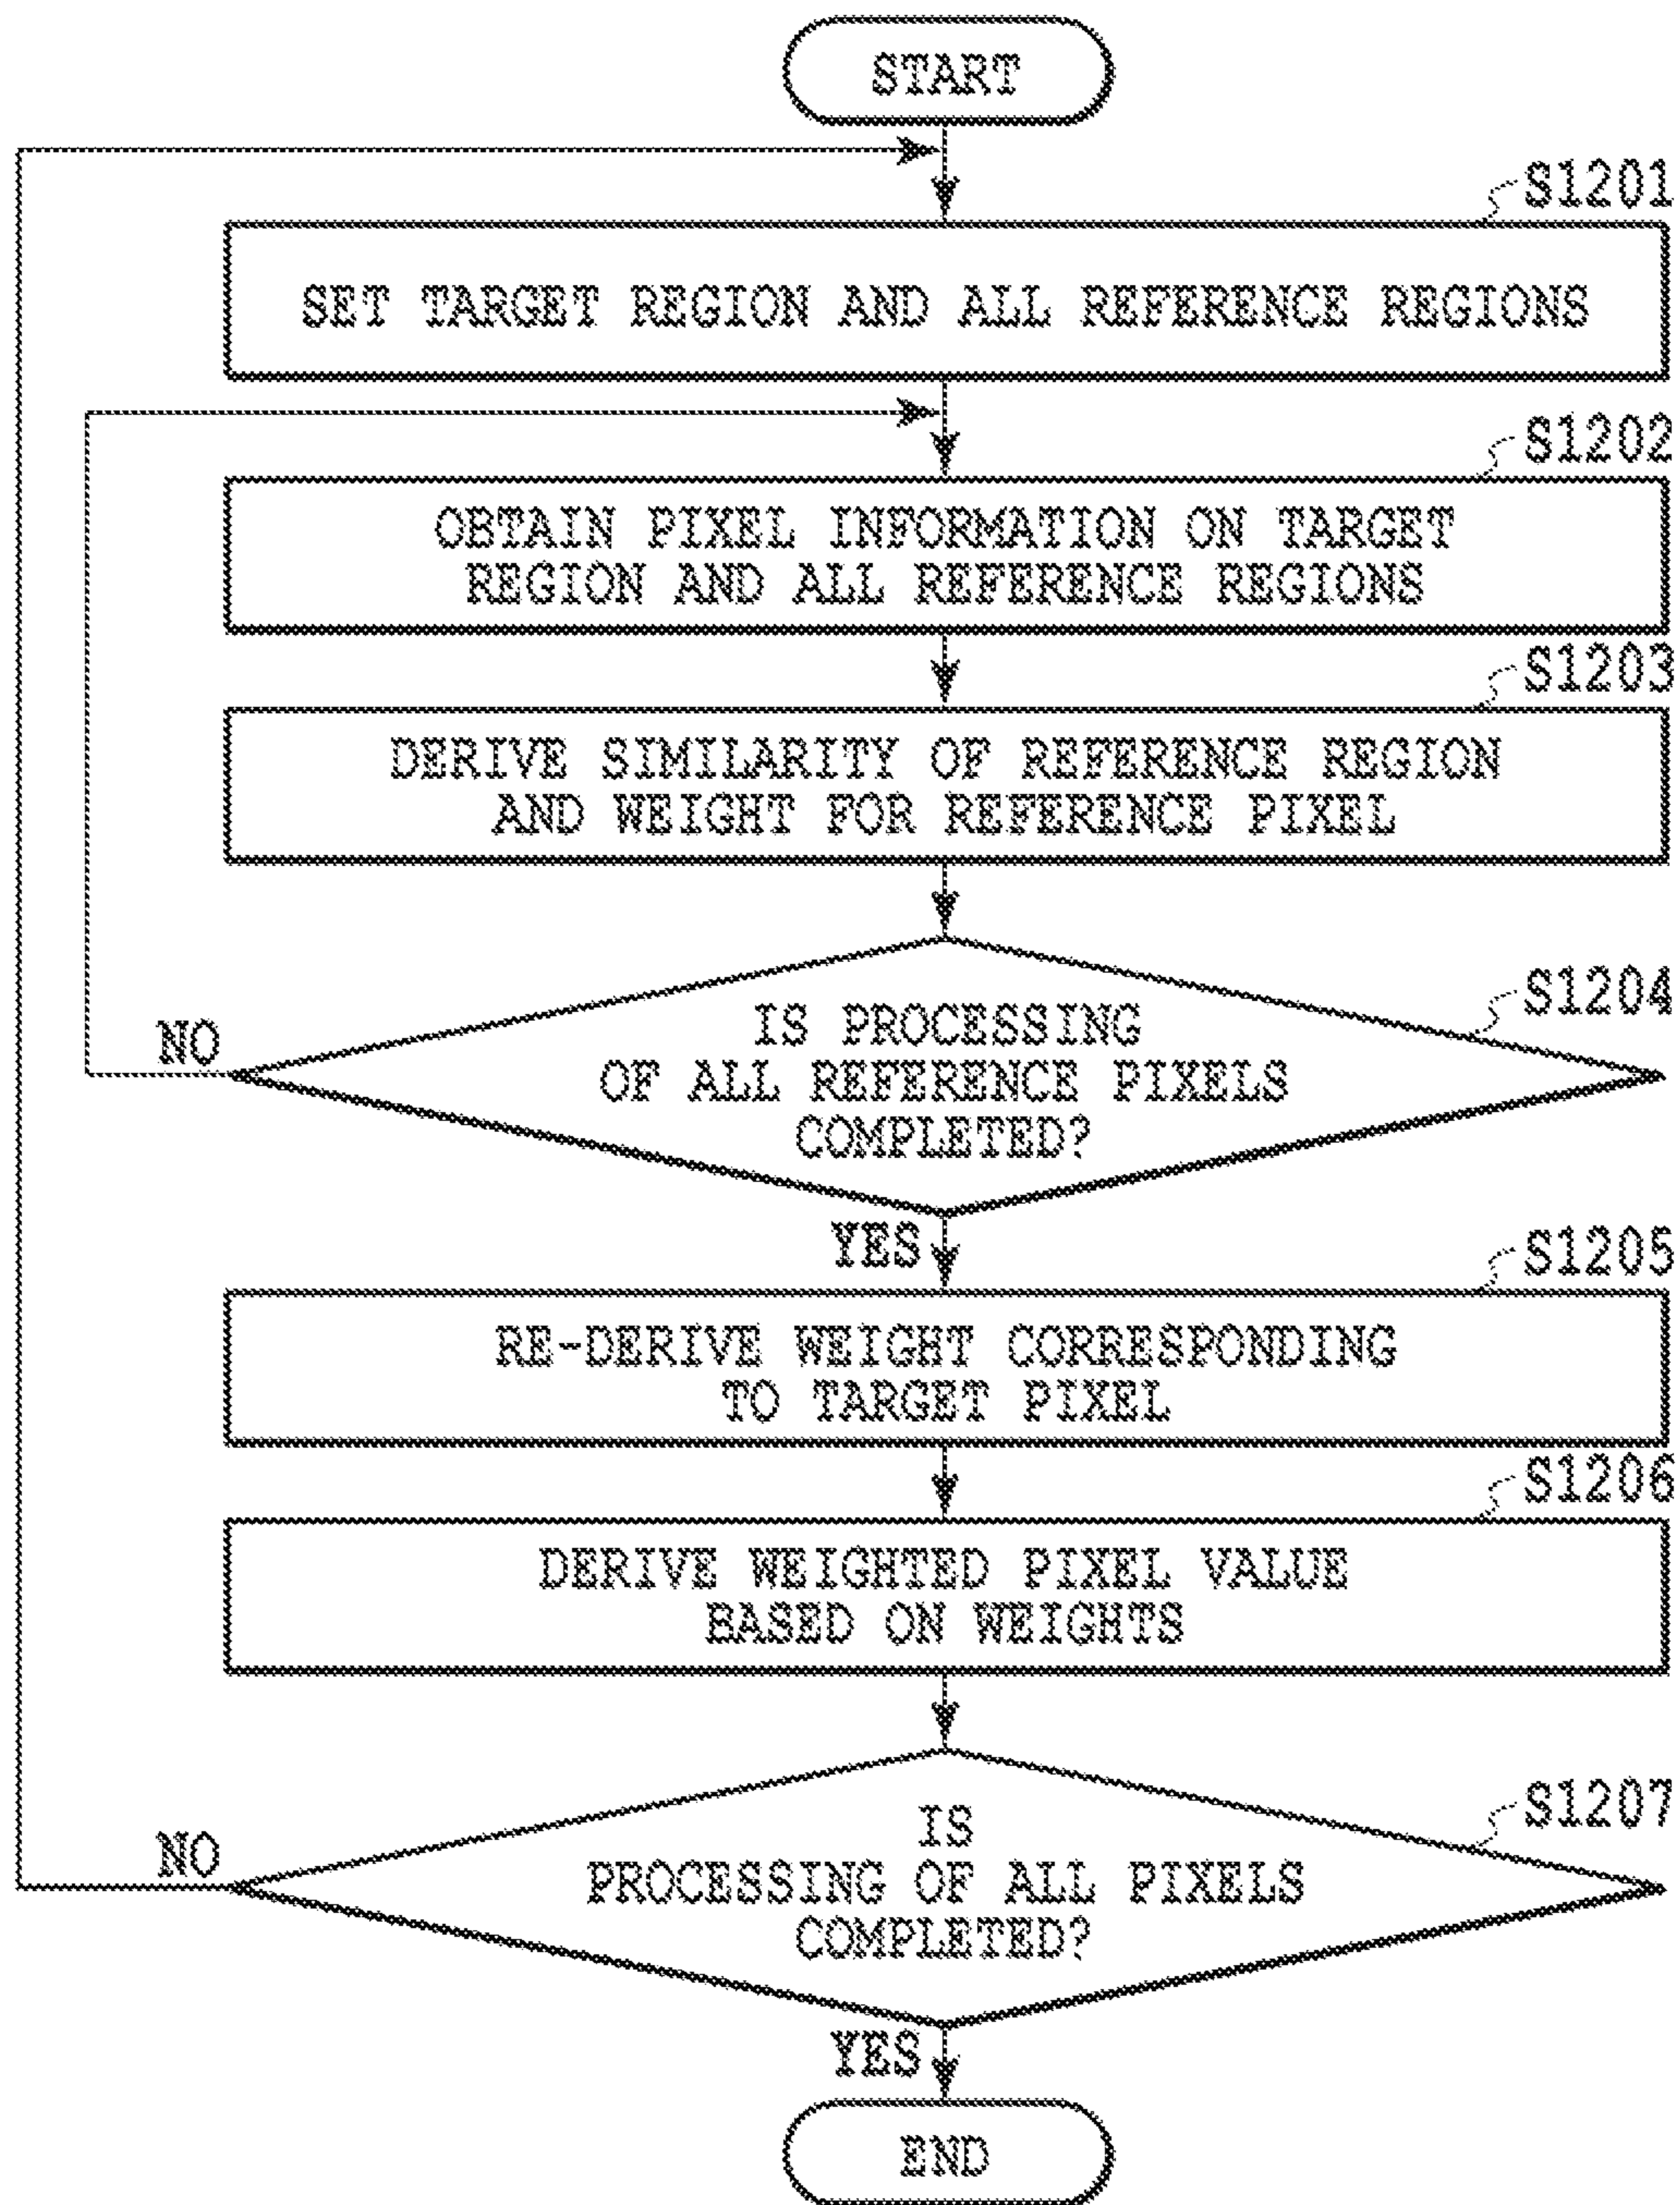 START
S1201
SET TARGET REGION AND ALL REFERENCE REGIONS
S1202
OBTAIN PIXEL INFORMATION ON TARGET
REGION AND ALL REFERENCE REGIONS
S1203
DERIVE SIMILARITY OF REFERENCE REGION
AND WEIGHT FOR REFERENCE PIXEL
S1204
NO
IS PROCESSING
OF ALL REFERENCE PIXELS
COMPLETED?
YES
S1205
RE-DERIVE WEIGHT CORRESPONDING
TO TARGET PIXEL
S1206
DERIVE WEIGHTED PIXEL VALUE
BASED ON WEIGHTS
S1207
NO
IS
PROCESSING OF ALL PIXELS
COMPLETED?
YES
END